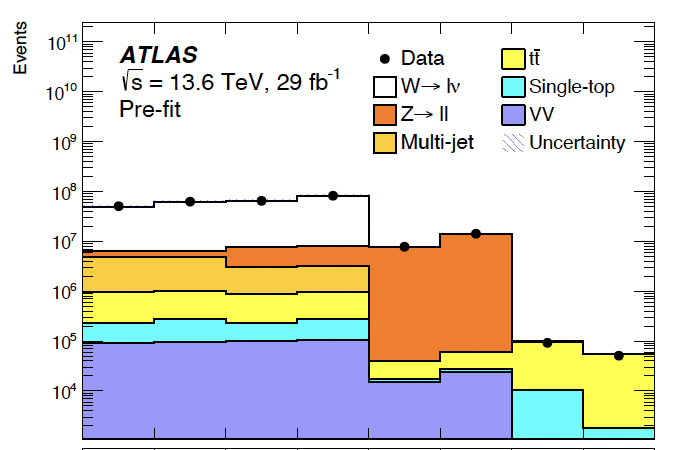 Events
10¹¹
10¹⁰
10⁹
10⁸
10⁷
10⁶
10⁵
10⁴
ATLAS
√s = 13.6 TeV, 29 fb⁻¹
Pre-fit
Data
W→ lν
Z→ ll
Multi-jet
tt̄
Single-top
VV
Uncertainty